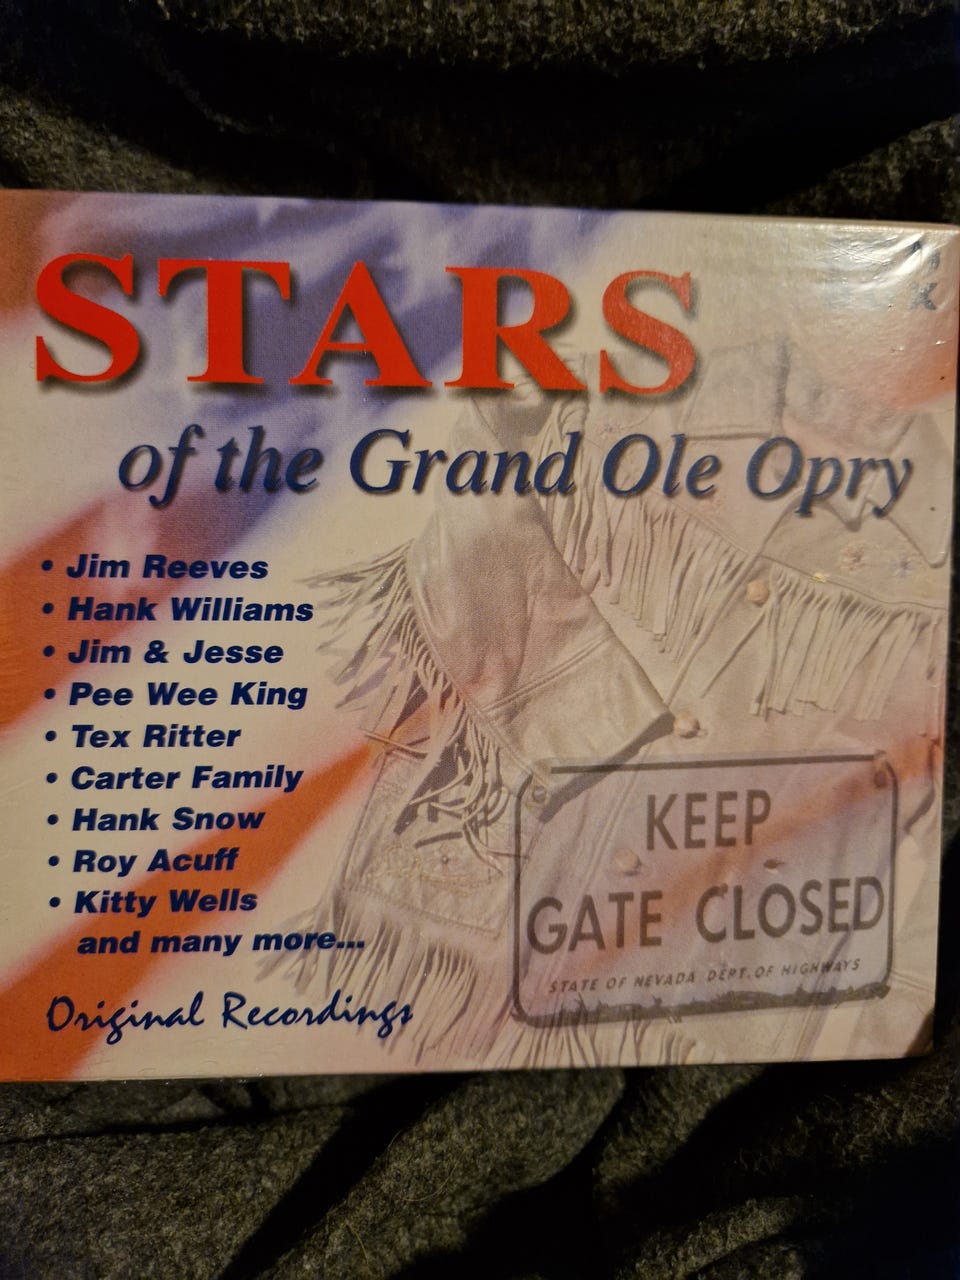 STARS
of the Grand Ole Opry
• Jim Reeves
• Hank Williams
• Jim & Jesse
• Pee Wee King
• Tex Ritter
• Carter Family
• Hank Snow
• Roy Acuff
• Kitty Wells
and many more...
Original Recordings
KEEP
GATE CLOSED
STATE OF NEVADA DEPT. OF HIGHWAYS